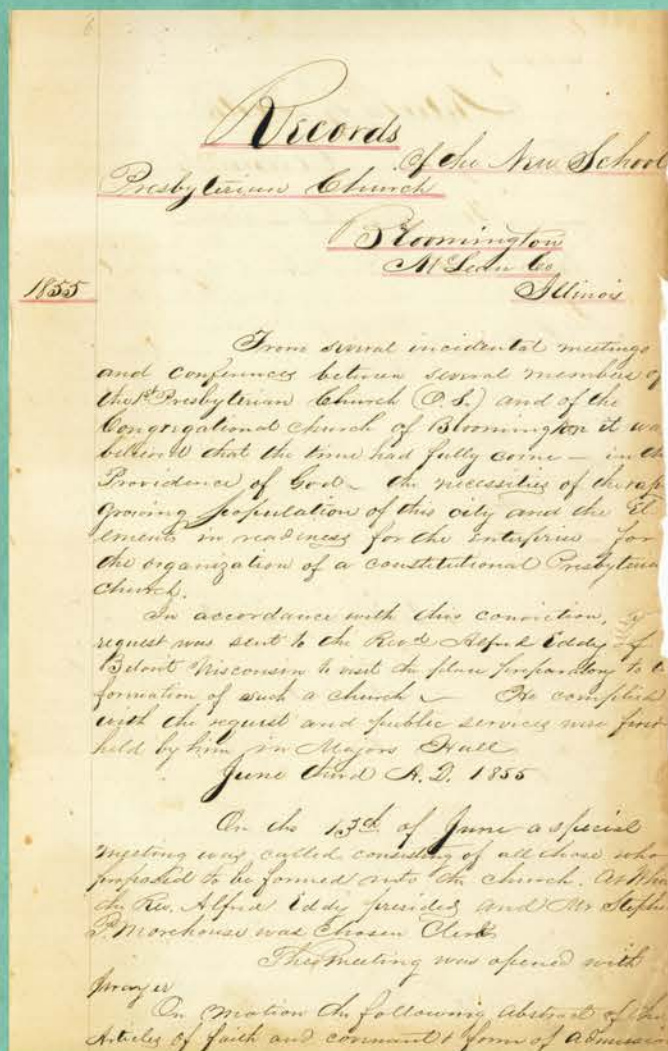 6
Records
of the New School
Presbyterian Church
Bloomington
McLean Co
Illinois
1855
From several incidental meetings
and conferences between several members of
the 1st Presbyterian Church (O.S.) and of the
Congregational Church of Bloomington it was
believed that the time had fully come — in the
Providence of God — the necessities of the rap
growing population of this city and the El
ements in readiness for the enterprise for
the organization of a constitutional Presbyteria
church.
In accordance with this conviction, a
request was sent to the Revd. Alfred Eddy of
Beloit Wisconsin to visit the place preparatory to
formation of such a church — He complied
with the request and public services were first
held by him in Majors Hall
June third A.D. 1855
On the 13th of June a special
meeting was called consisting of all those who
proposed to be formed into the church. At Which
the Rev. Alfred Eddy presided and Mr Stephe
P. Morehouse was chosen Clerk
The meeting was opened with
prayer
On motion the following abstract of the
Articles of faith and covenant & form of admissio